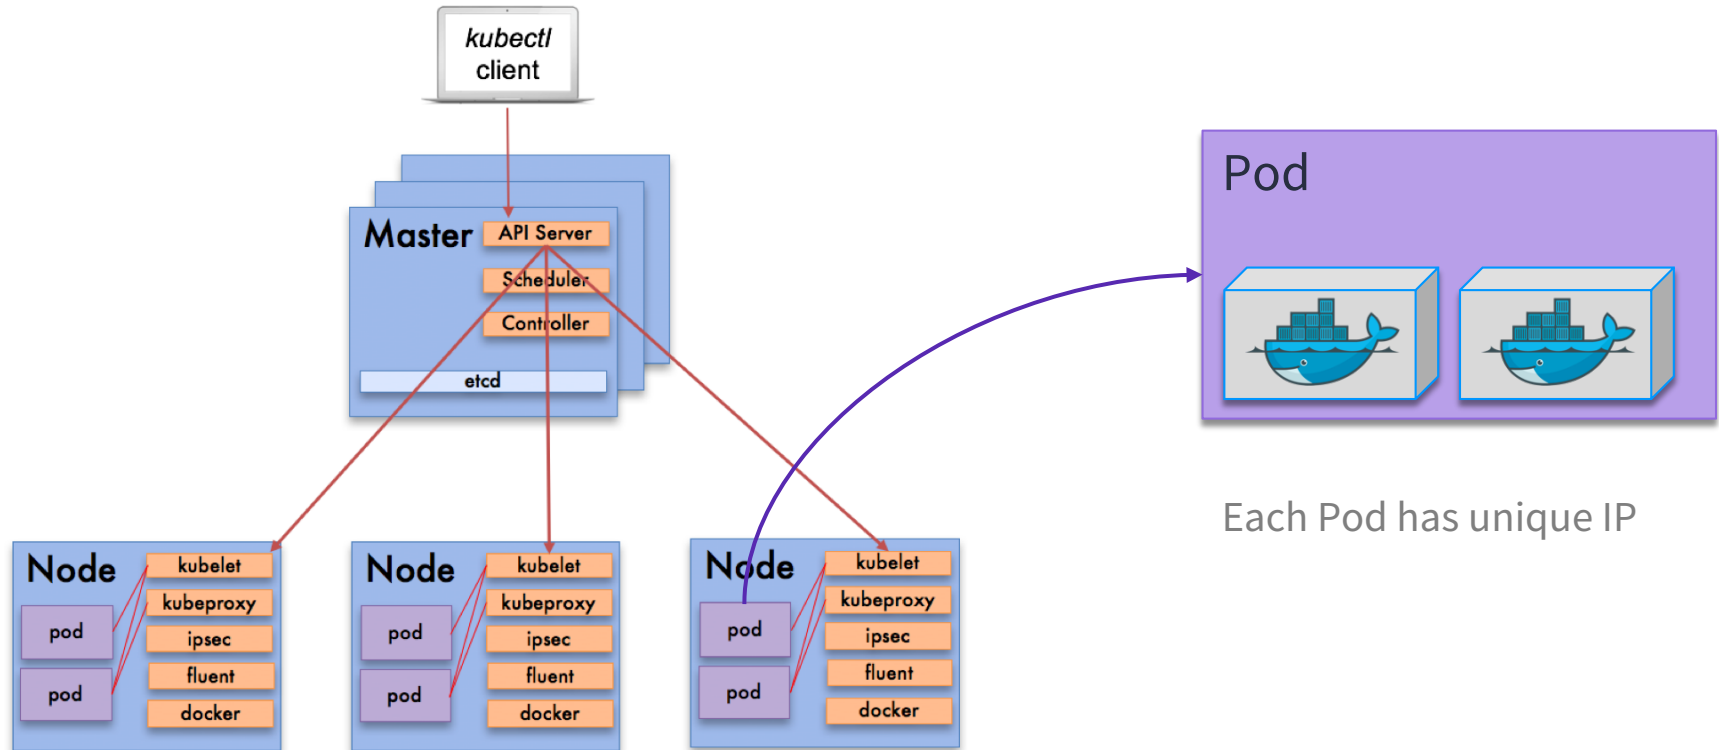 kubectl
client
Master
API Server
Scheduler
Controller
etcd
Pod
Each Pod has unique IP
Node
kubelet
kubeproxy
ipsec
fluent
docker
pod
pod
Node
kubelet
kubeproxy
ipsec
fluent
docker
pod
pod
Node
kubelet
kubeproxy
ipsec
fluent
docker
pod
pod